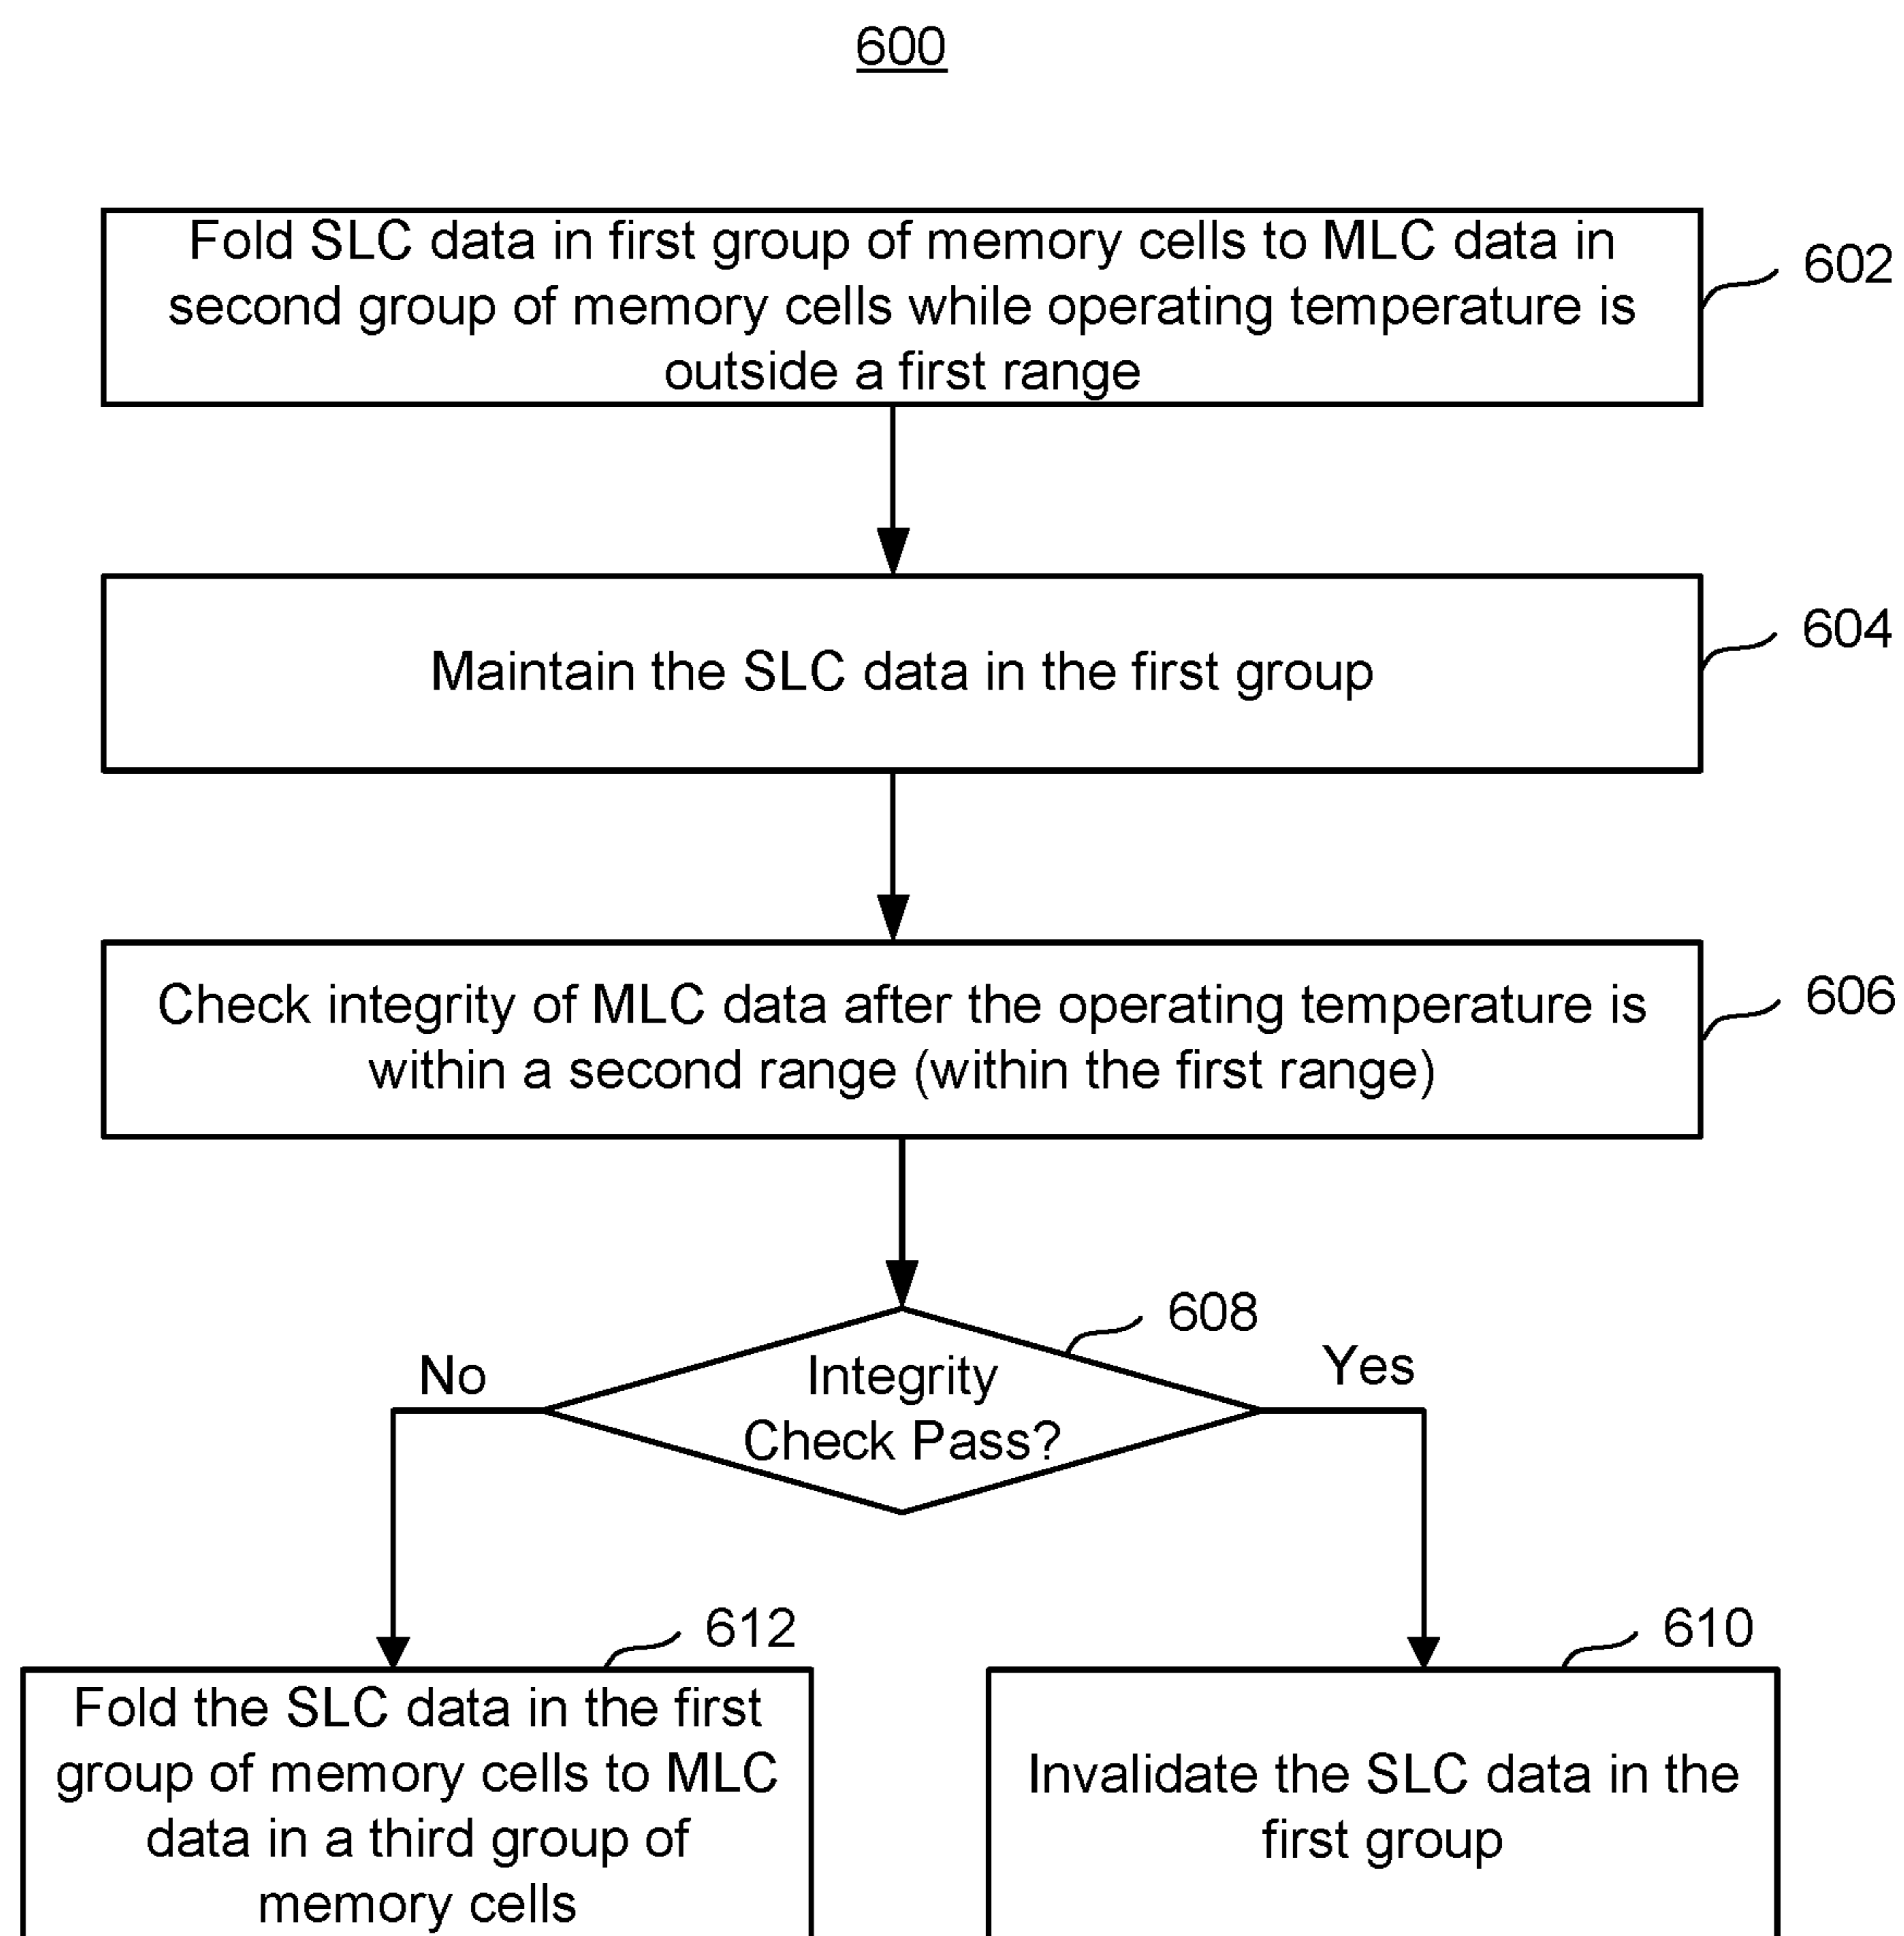 600
Fold SLC data in first group of memory cells to MLC data in
second group of memory cells while operating temperature is
outside a first range
602
Maintain the SLC data in the first group
604
Check integrity of MLC data after the operating temperature is
within a second range (within the first range)
606
608
No
Integrity
Check Pass?
Yes
612
610
Fold the SLC data in the first
group of memory cells to MLC
data in a third group of
memory cells
Invalidate the SLC data in the
first group